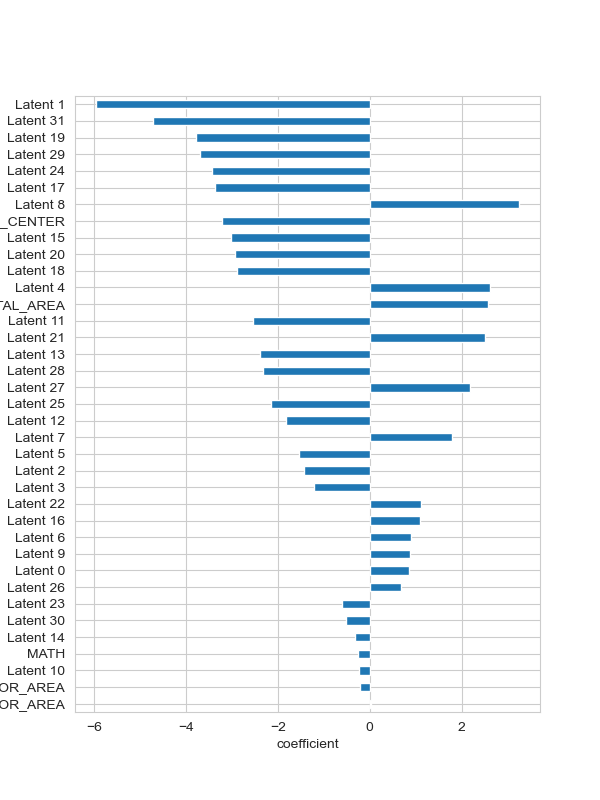 Latent 1
Latent 31
Latent 19
Latent 29
Latent 24
Latent 17
Latent 8
_CENTER
Latent 15
Latent 20
Latent 18
Latent 4
TAL_AREA
Latent 11
Latent 21
Latent 13
Latent 28
Latent 27
Latent 25
Latent 12
Latent 7
Latent 5
Latent 2
Latent 3
Latent 22
Latent 16
Latent 6
Latent 9
Latent 0
Latent 26
Latent 23
Latent 30
Latent 14
MATH
Latent 10
OR_AREA
OR_AREA
−6 −4 −2 0 2
coefficient